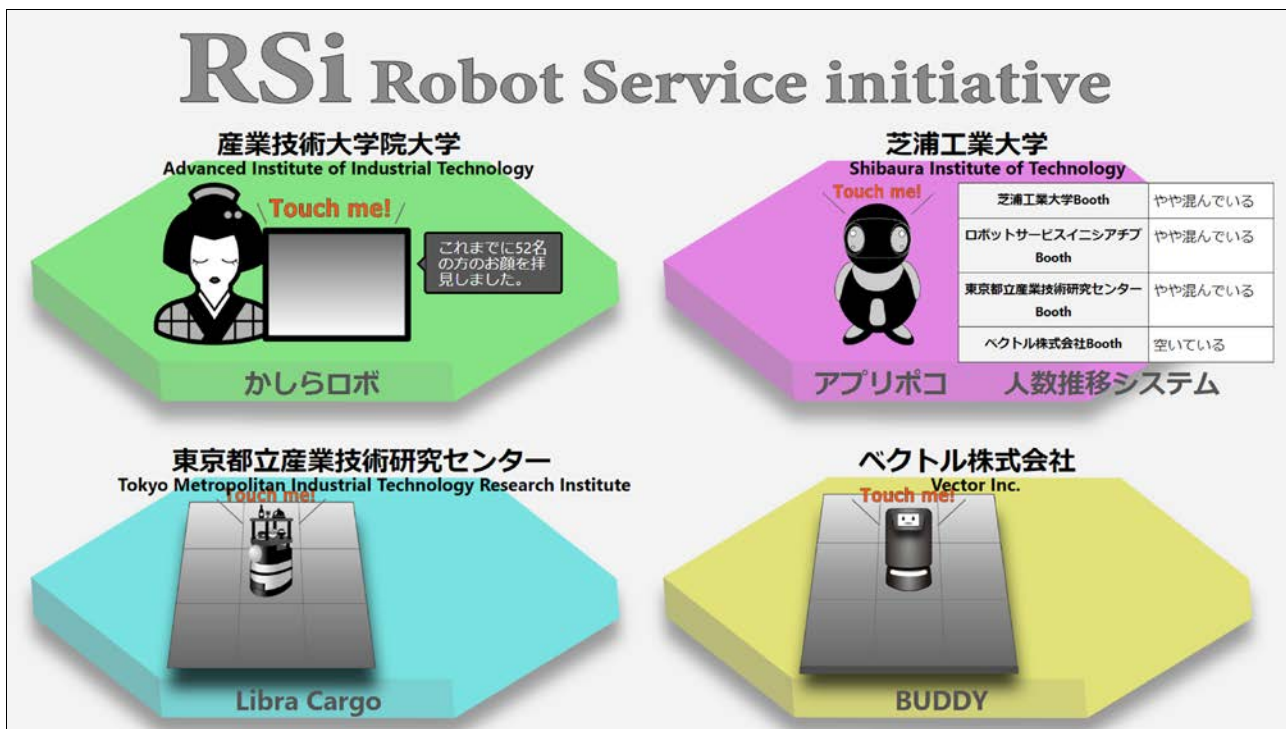 RSi Robot Service initiative
産業技術大学院大学
Advanced Institute of Industrial Technology
Touch me!
これまでに52名
の方のお顔を拝
見しました。
かしらロボ
芝浦工業大学
Shibaura Institute of Technology
Touch me!
芝浦工業大学Booth やや混んでいる
ロボットサービスイニシアチブ やや混んでいる
Booth
東京都立産業技術研究センター やや混んでいる
Booth
ベクトル株式会社Booth 空いている
アプリポコ 人数推移システム
東京都立産業技術研究センター
Tokyo Metropolitan Industrial Technology Research Institute
Touch me!
Libra Cargo
ベクトル株式会社
Vector Inc.
Touch me!
BUDDY